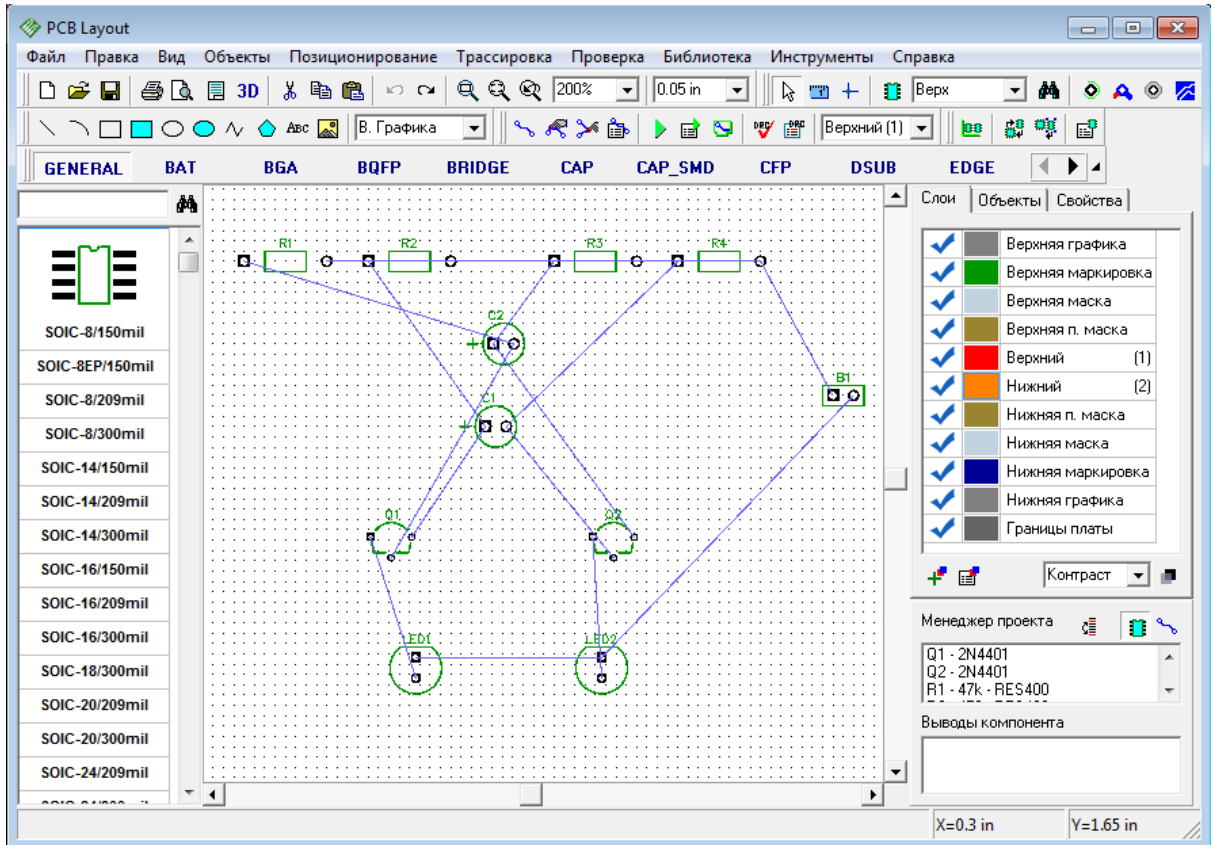 PCB Layout
Файл Правка Вид Объекты Позиционирование Трассировка Проверка Библиотека Инструменты Справка
3D 200% 0.05 in Верх
ABC В. Графика DRC DRC Верхний (1)
GENERAL BAT BGA BQFP BRIDGE CAP CAP_SMD CFP DSUB EDGE
Слои Объекты Свойства
SOIC-8/150mil
SOIC-8EP/150mil
SOIC-8/209mil
SOIC-8/300mil
SOIC-14/150mil
SOIC-14/209mil
SOIC-14/300mil
SOIC-16/150mil
SOIC-16/209mil
SOIC-16/300mil
SOIC-18/300mil
SOIC-20/209mil
SOIC-20/300mil
SOIC-24/209mil
R1 R2 R3 R4
C2
B1
C1
Q1 Q2
LED1 LED2
Верхняя графика
Верхняя маркировка
Верхняя маска
Верхняя п. маска
Верхний (1)
Нижний (2)
Нижняя п. маска
Нижняя маска
Нижняя маркировка
Нижняя графика
Границы платы
Контраст
Менеджер проекта
Q1 - 2N4401
Q2 - 2N4401
R1 - 47k - RES400
Выводы компонента
X=0.3 in Y=1.65 in